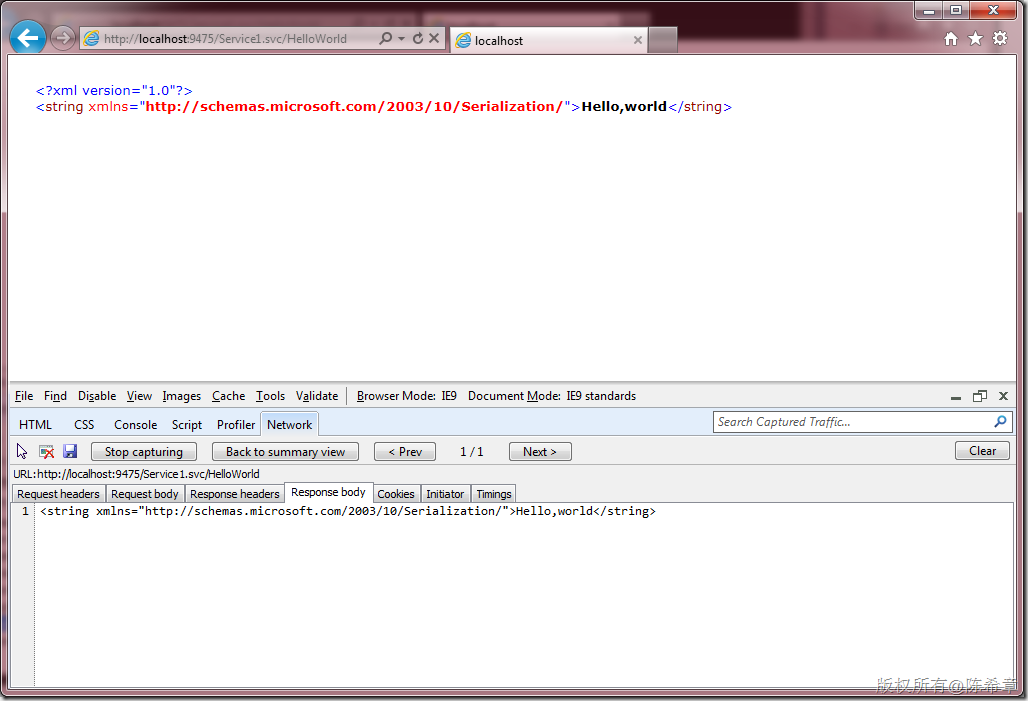 http://localhost:9475/Service1.svc/HelloWorld
localhost
<?xml version="1.0"?>
<string xmlns="http://schemas.microsoft.com/2003/10/Serialization/">Hello,world</string>
File Find Disable View Images Cache Tools Validate Browser Mode: IE9 Document Mode: IE9 standards
HTML CSS Console Script Profiler Network Search Captured Traffic...
Stop capturing Back to summary view < Prev 1 / 1 Next > Clear
URL:http://localhost:9475/Service1.svc/HelloWorld
Request headers Request body Response headers Response body Cookies Initiator Timings
1 <string xmlns="http://schemas.microsoft.com/2003/10/Serialization/">Hello,world</string>
版权所有@陈希章